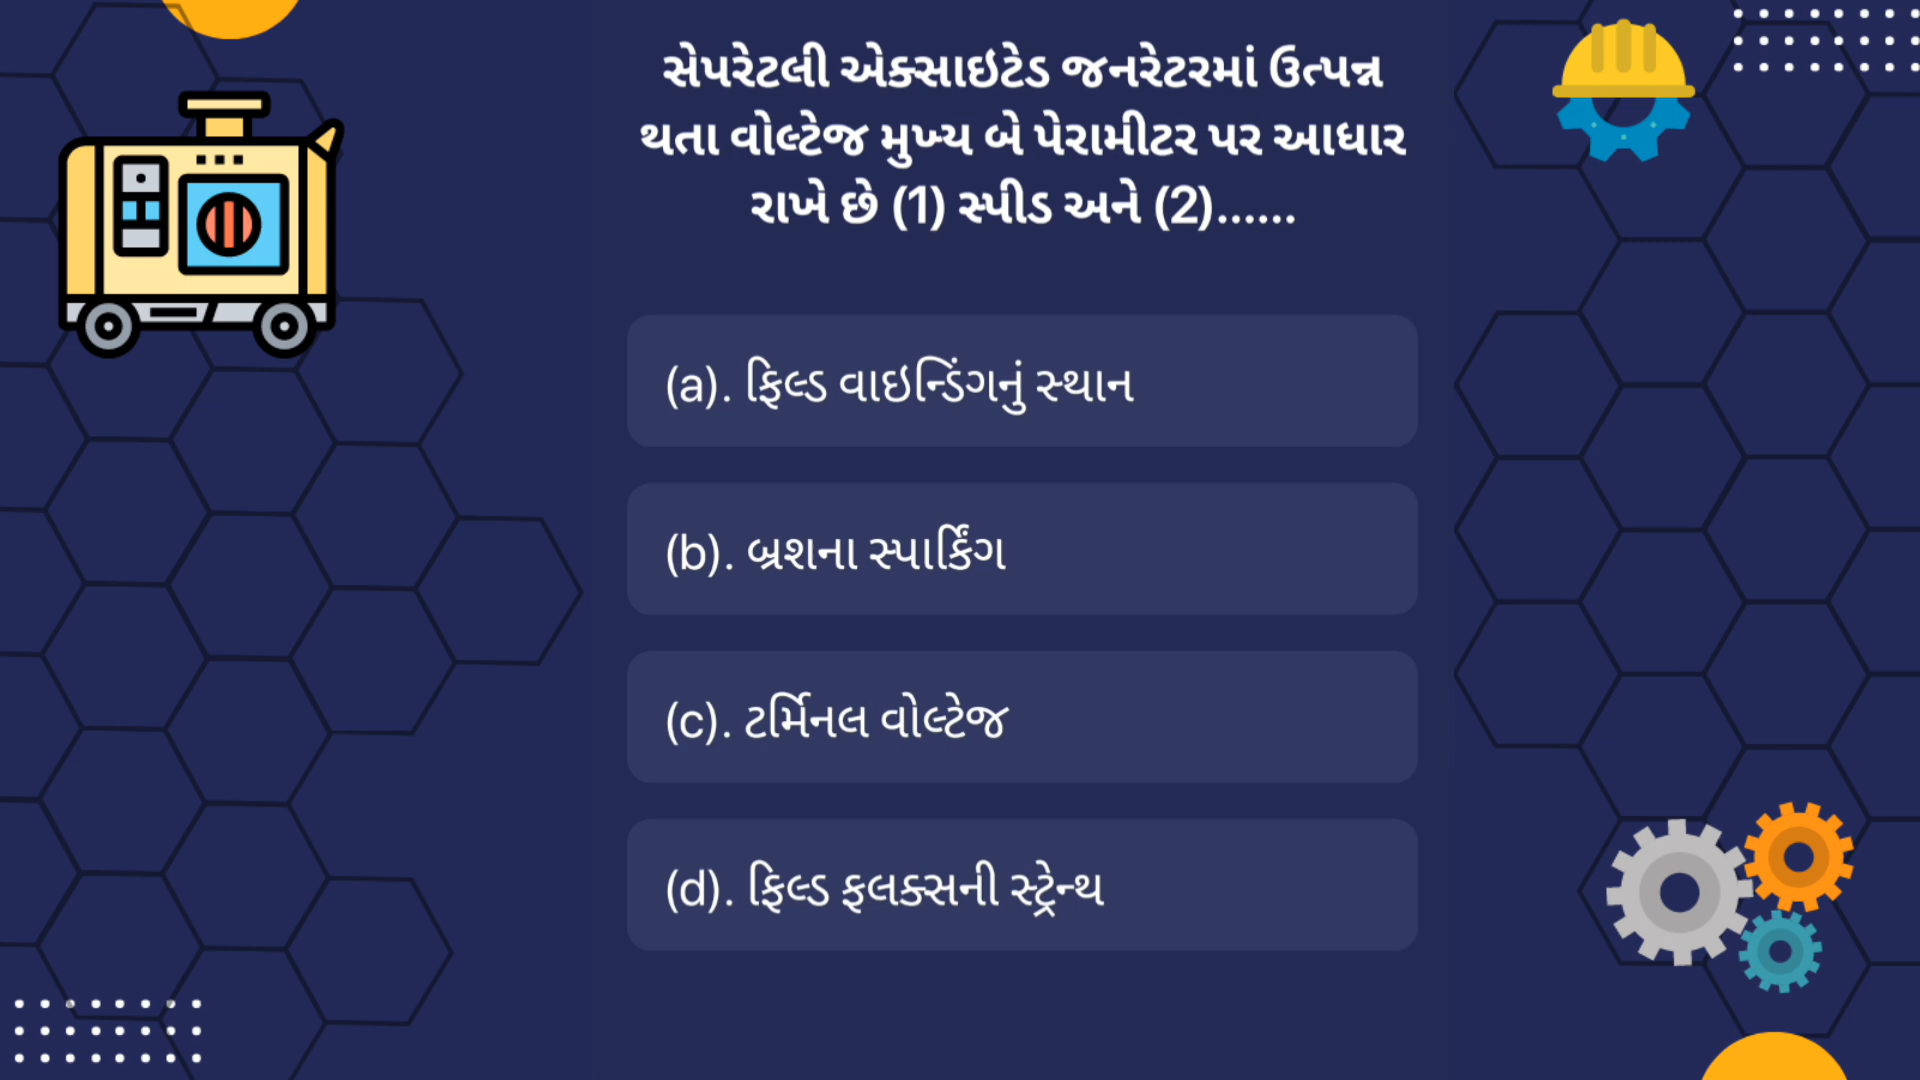 સેપરેટલી એક્સાઇટેડ જનરેટરમાં ઉત્પન્ન
થતા વોલ્ટેજ મુખ્ય બે પેરામીટર પર આધાર
રાખે છે (1) સ્પીડ અને (2)......
(a). ફિલ્ડ વાઇન્ડિંગનું સ્થાન
(b). બ્રશના સ્પાર્કિંગ
(c). ટર્મિનલ વોલ્ટેજ
(d). ફિલ્ડ ફલક્સની સ્ટ્રેન્થ